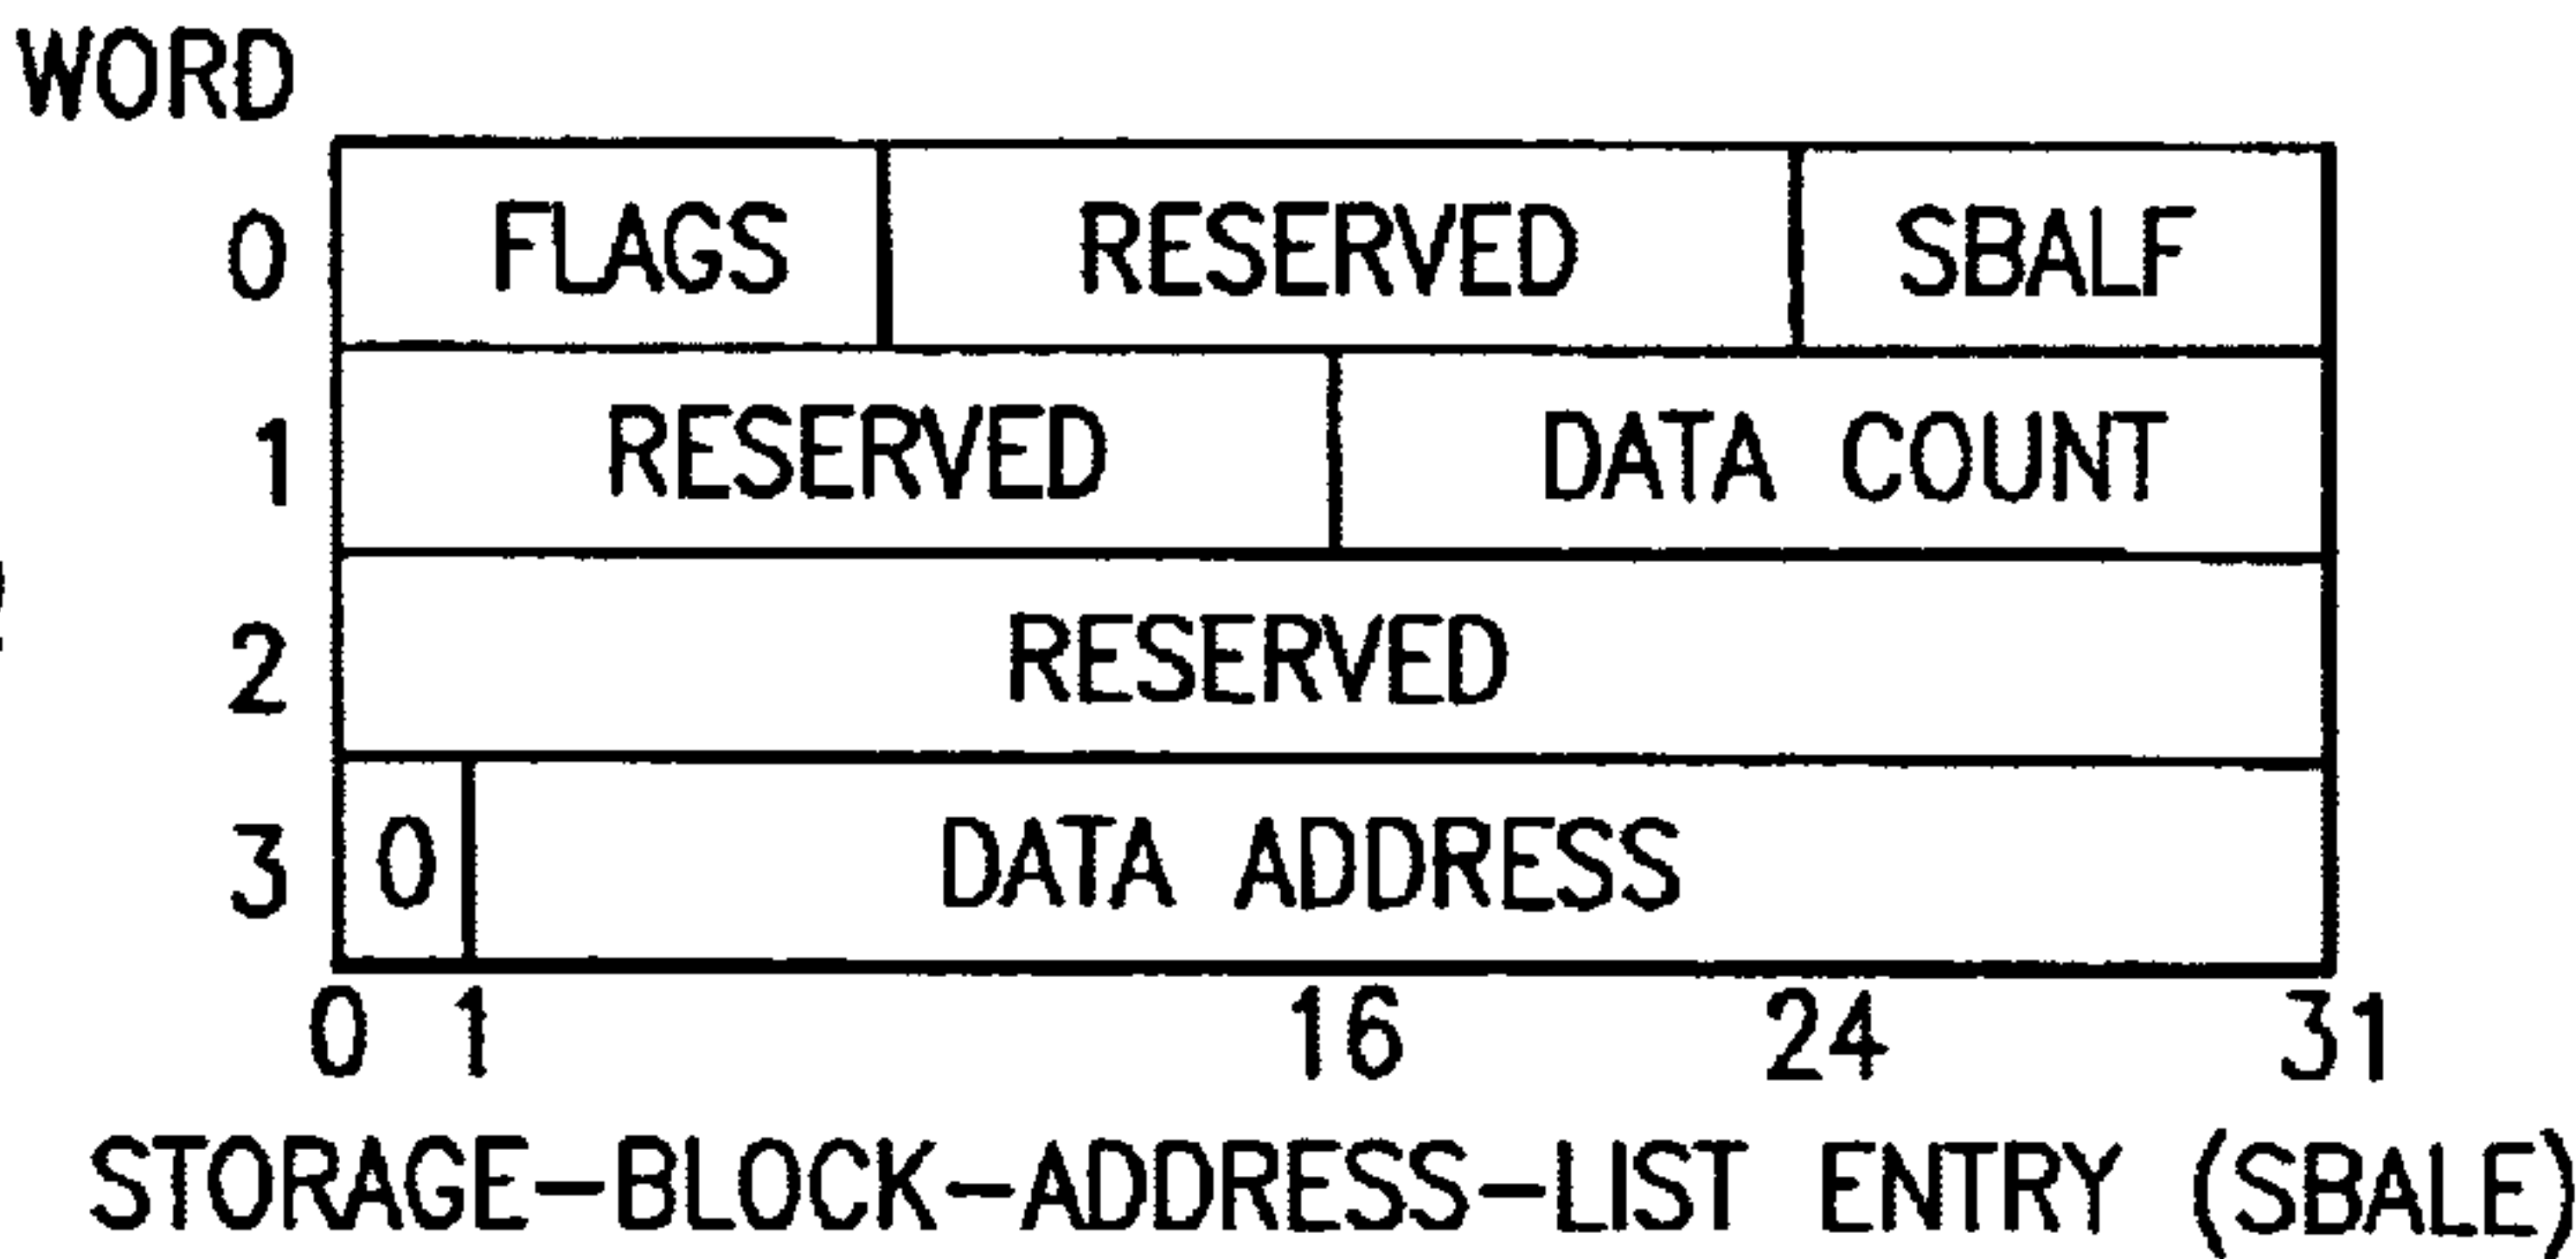 WORD
0 FLAGS RESERVED SBALF
1 RESERVED DATA COUNT
2 RESERVED
3 0 DATA ADDRESS
0 1 16 24 31
STORAGE-BLOCK-ADDRESS-LIST ENTRY (SBALE)